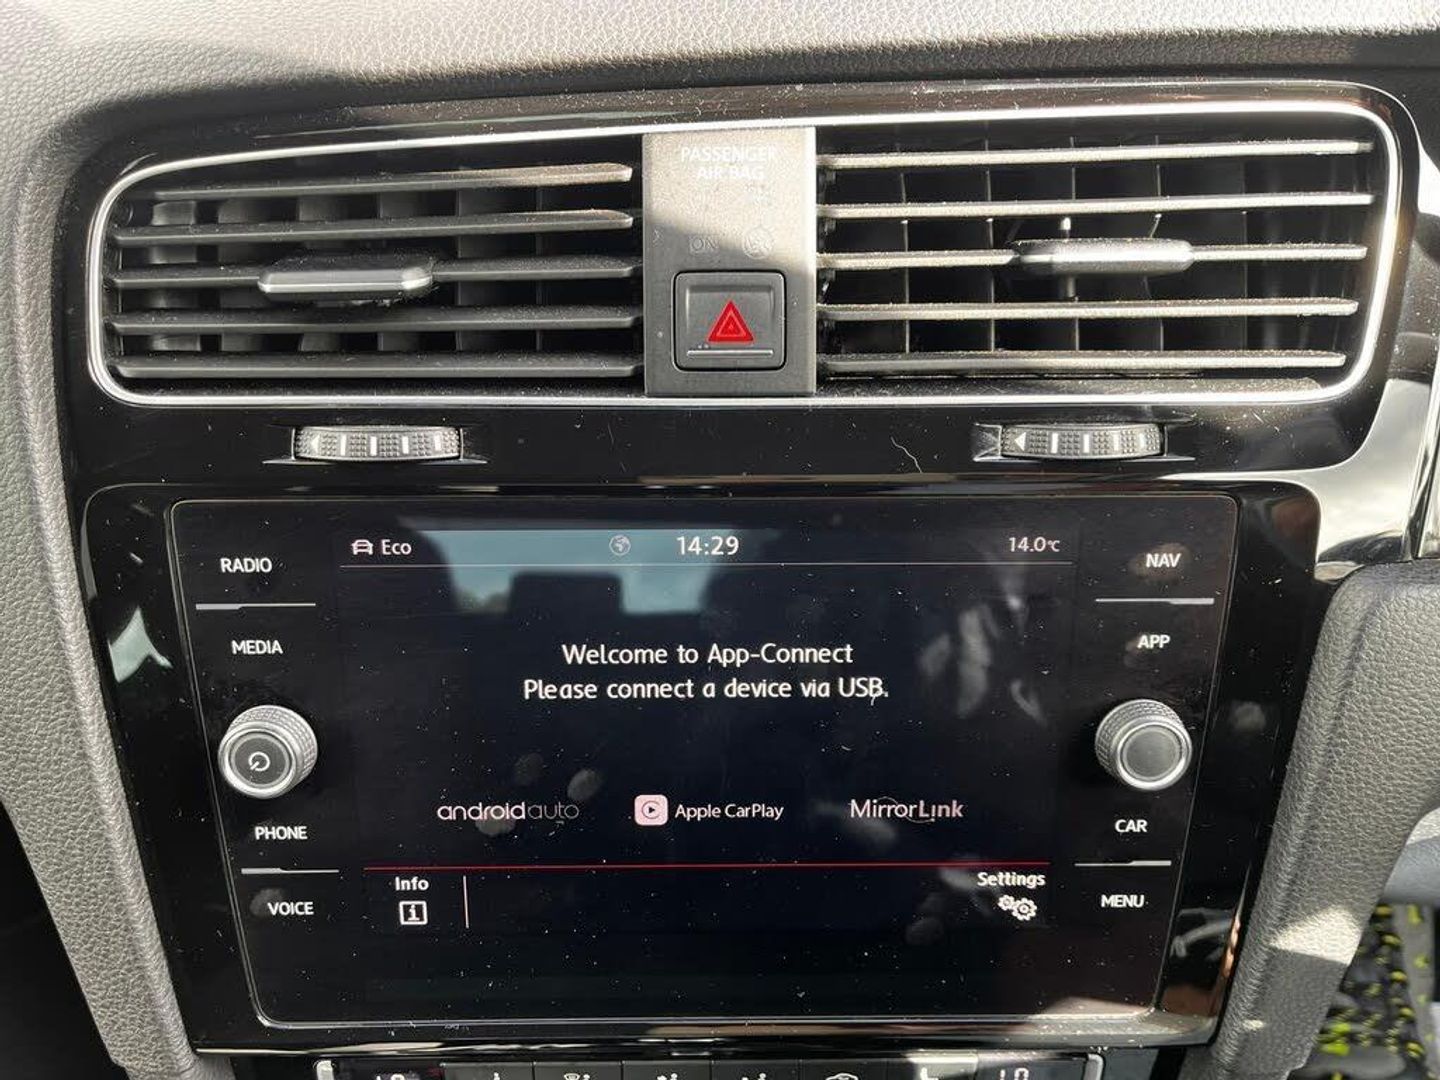 PASSENGER
AIR BAG
ON
RADIO
MEDIA
PHONE
VOICE
Eco 14:29 14.0°C
Welcome to App-Connect
Please connect a device via USB.
androidauto Apple CarPlay MirrorLink
Info Settings
NAV
APP
CAR
MENU